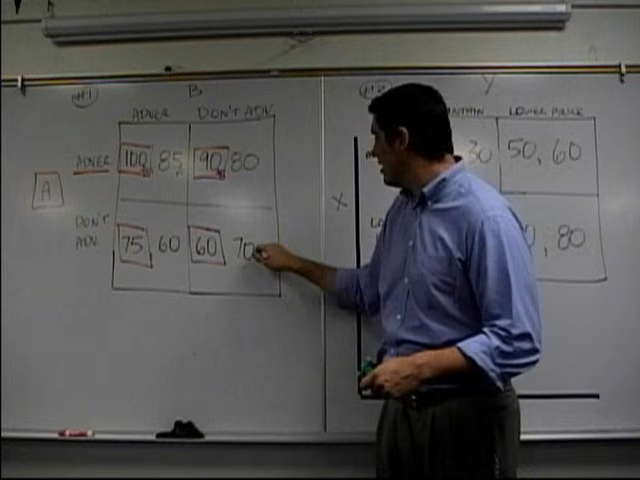 #1 B #2 Y
ADVER DON'T ADV LOWER PRICE
ADVER 100, 85 90, 80 30 50, 60
A X
DON'T
ADV. 75, 60 60, 70 , 80